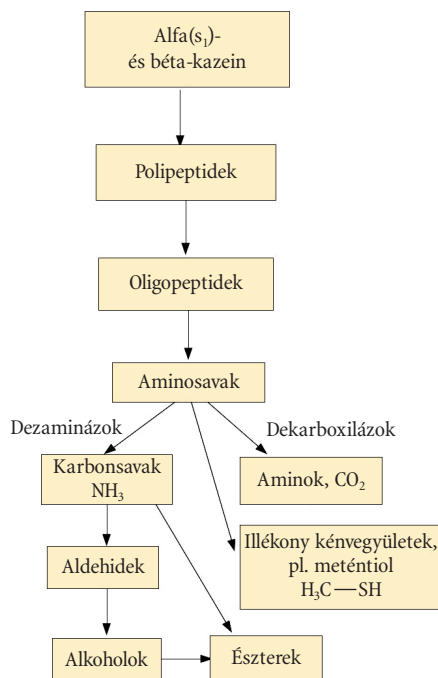 Alfa(s₁)-
és béta-kazein
Polipeptidek
Oligopeptidek
Aminosavak
Dezaminázok
Dekarboxilázok
Karbonsavak
NH₃
Aminok, CO₂
Illékony kénvegyületek,
pl. meténtiol
H₃C—SH
Aldehidek
Alkoholok
Észterek